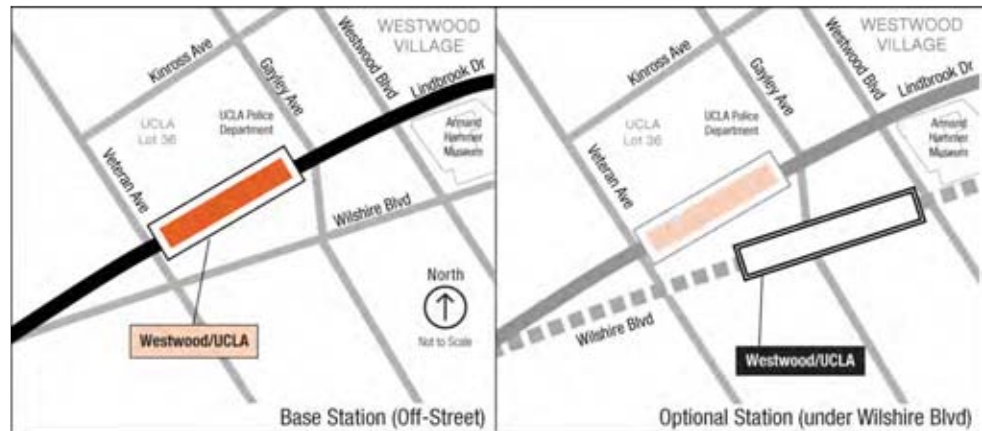 WESTWOOD
VILLAGE
Kinross Ave
Gayley Ave
Westwood Blvd
Lindbrook Dr
UCLA
Lot 36
UCLA Police
Department
Armand
Hammer
Museum
Veteran Ave
Wilshire Blvd
North
Not to Scale
Westwood/UCLA
Base Station (Off-Street)
WESTWOOD
VILLAGE
Kinross Ave
Gayley Ave
Westwood Blvd
Lindbrook Dr
UCLA
Lot 36
UCLA Police
Department
Armand
Hammer
Museum
Veteran Ave
Wilshire Blvd
Westwood/UCLA
Optional Station (under Wilshire Blvd)